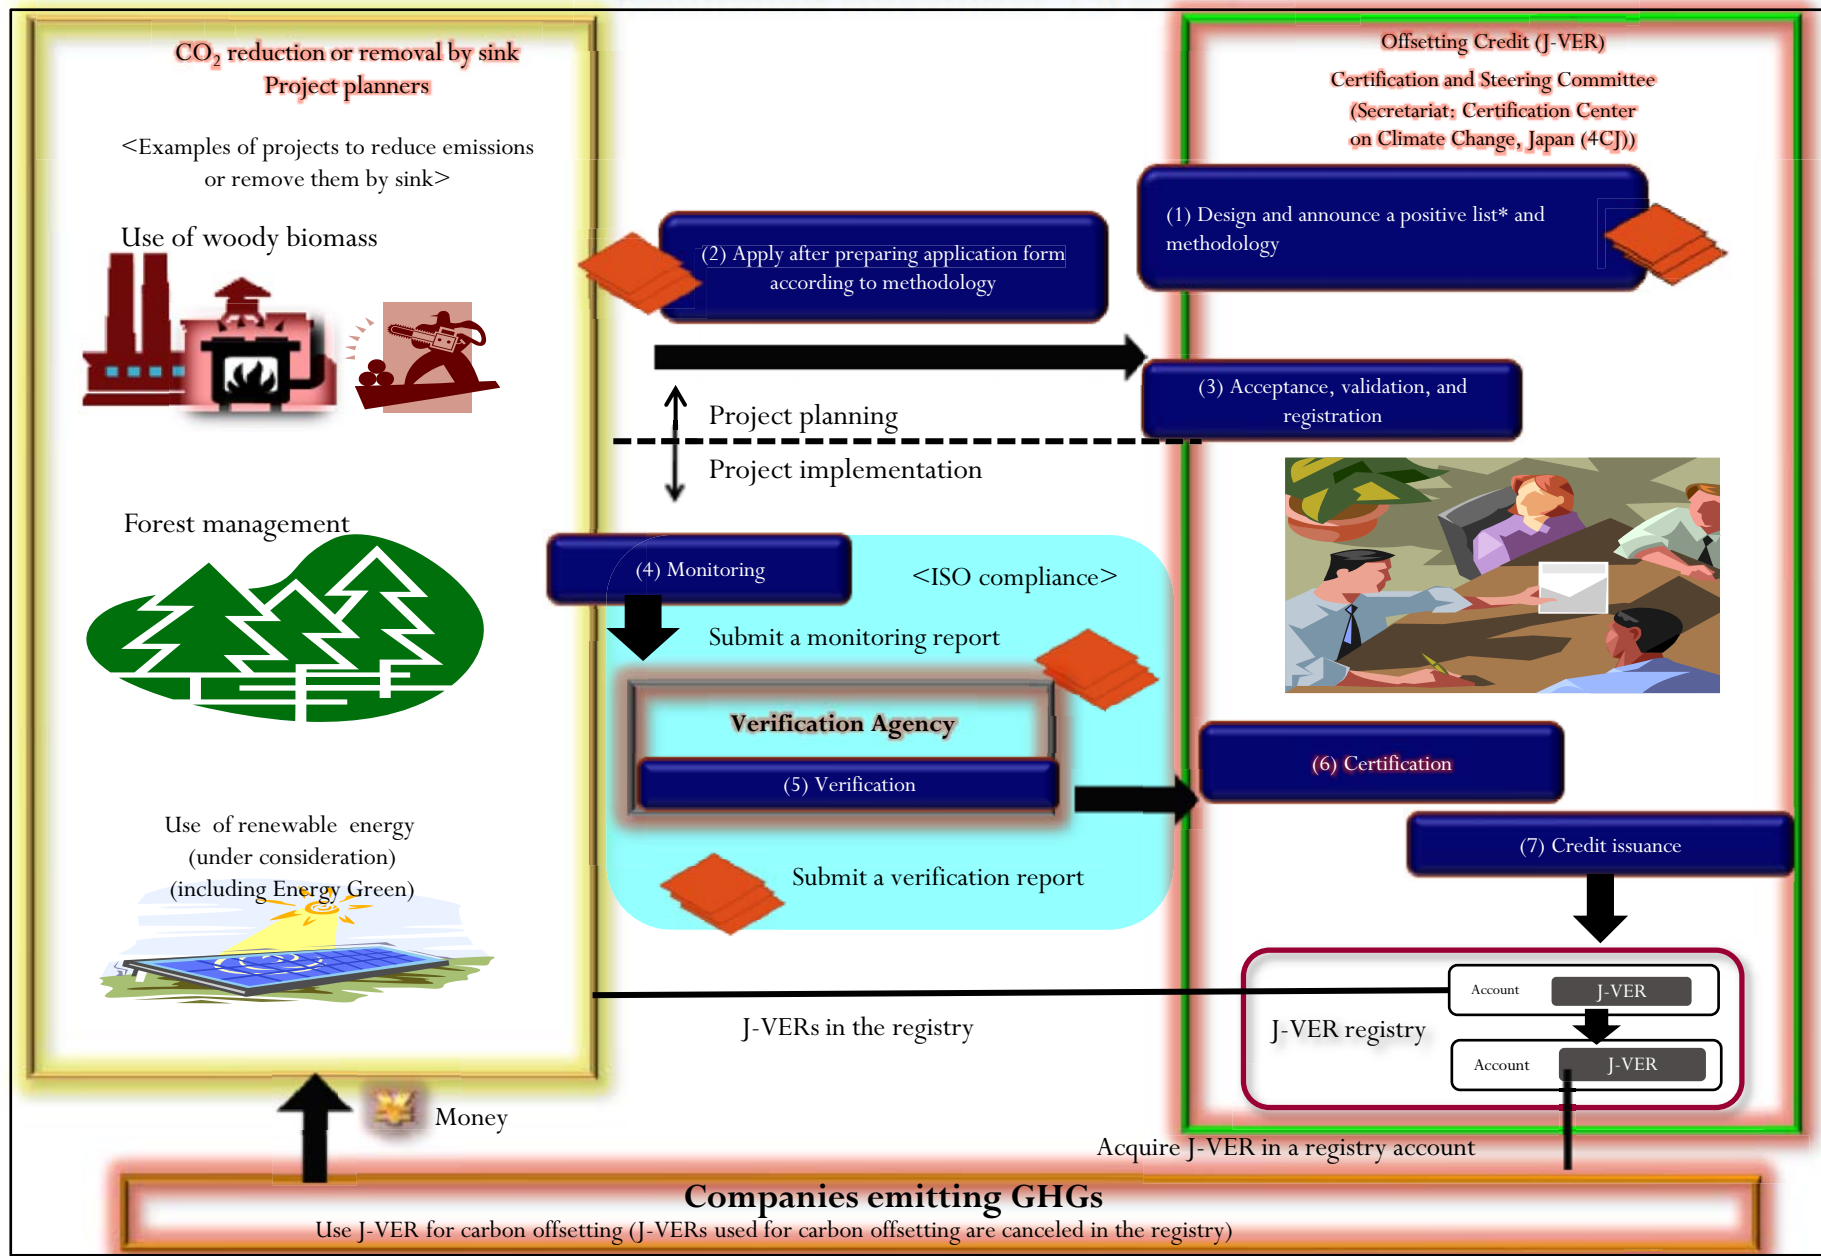 CO₂ reduction or removal by sink
Project planners
<Examples of projects to reduce emissions
or remove them by sink>
Use of woody biomass
Forest management
Use of renewable energy
(under consideration)
(including Energy Green)
(2) Apply after preparing application form
according to methodology
Project planning
Project implementation
(4) Monitoring
<ISO compliance>
Submit a monitoring report
Verification Agency
(5) Verification
Submit a verification report
J-VERs in the registry
Offsetting Credit (J-VER)
Certification and Steering Committee
(Secretariat: Certification Center
on Climate Change, Japan (4CJ))
(1) Design and announce a positive list* and
methodology
(3) Acceptance, validation, and
registration
(6) Certification
(7) Credit issuance
J-VER registry
Account J-VER
Account J-VER
Money
Acquire J-VER in a registry account
Companies emitting GHGs
Use J-VER for carbon offsetting (J-VERs used for carbon offsetting are canceled in the registry)